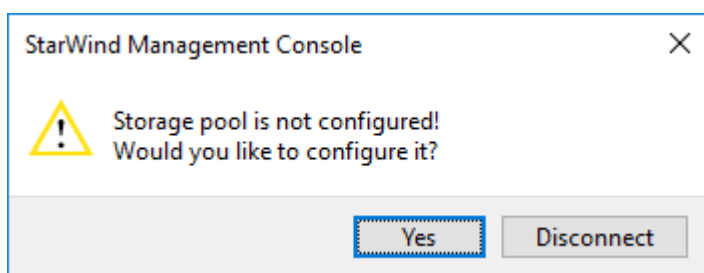 StarWind Management Console
Storage pool is not configured!
Would you like to configure it?
Yes
Disconnect